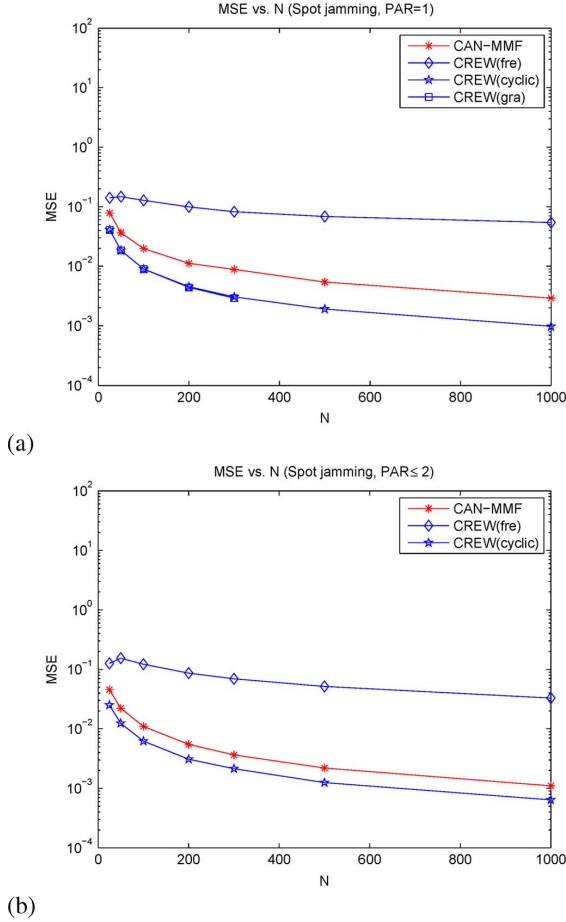 MSE vs. N (Spot jamming, PAR=1)
10^2
10^1
10^0
10^-1
10^-2
10^-3
10^-4
MSE
CAN-MMF
CREW(fre)
CREW(cyclic)
CREW(gra)
0 200 400 600 800 1000
N
(a)
MSE vs. N (Spot jamming, PAR≤ 2)
10^2
10^1
10^0
10^-1
10^-2
10^-3
10^-4
MSE
CAN-MMF
CREW(fre)
CREW(cyclic)
0 200 400 600 800 1000
N
(b)